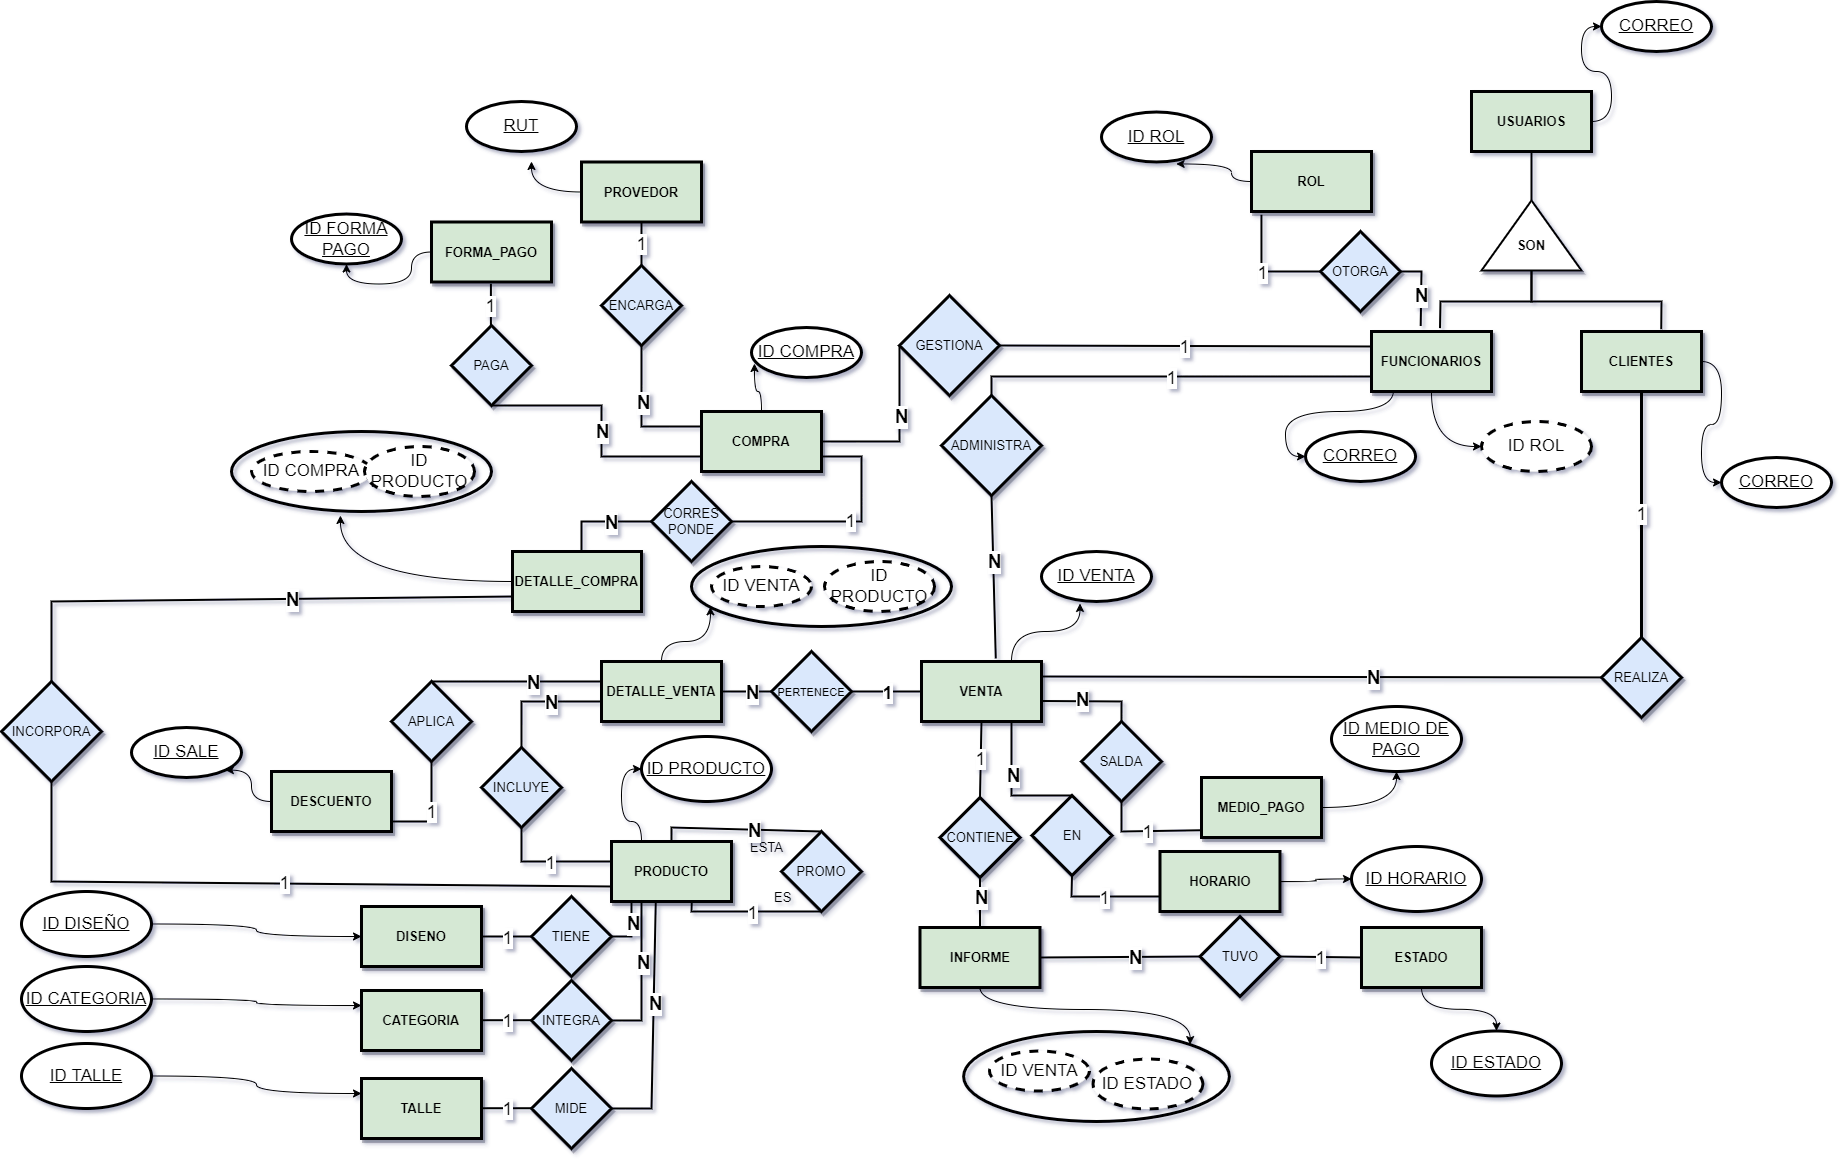 CORREO
USUARIOS
RUT
ID ROL
ROL
PROVEDOR
ID FORMA
PAGO
FORMA_PAGO
1
SON
1
OTORGA
1
N
1
ENCARGA
GESTIONA
1
ID COMPRA
PAGA
FUNCIONARIOS
CLIENTES
1
N
N
N
COMPRA
ADMINISTRA
CORREO
ID ROL
ID COMPRA
ID
PRODUCTO
CORREO
CORRES
PONDE
N
1
1
N
DETALLE_COMPRA
ID VENTA
ID
PRODUCTO
ID VENTA
N
DETALLE_VENTA
N
PERTENECE
1
VENTA
N
REALIZA
N
N
N
APLICA
INCORPORA
ID SALE
ID MEDIO DE
PAGO
1
SALDA
ID PRODUCTO
N
INCLUYE
DESCUENTO
1
MEDIO_PAGO
N
ESTA
CONTIENE
EN
1
1
PRODUCTO
PROMO
1
HORARIO
ID HORARIO
ES
1
N
1
ID DISEÑO
N
DISENO
1
TIENE
INFORME
N
TUVO
1
ESTADO
N
ID CATEGORIA
CATEGORIA
1
INTEGRA
N
ID VENTA
ID ESTADO
ID ESTADO
ID TALLE
TALLE
1
MIDE